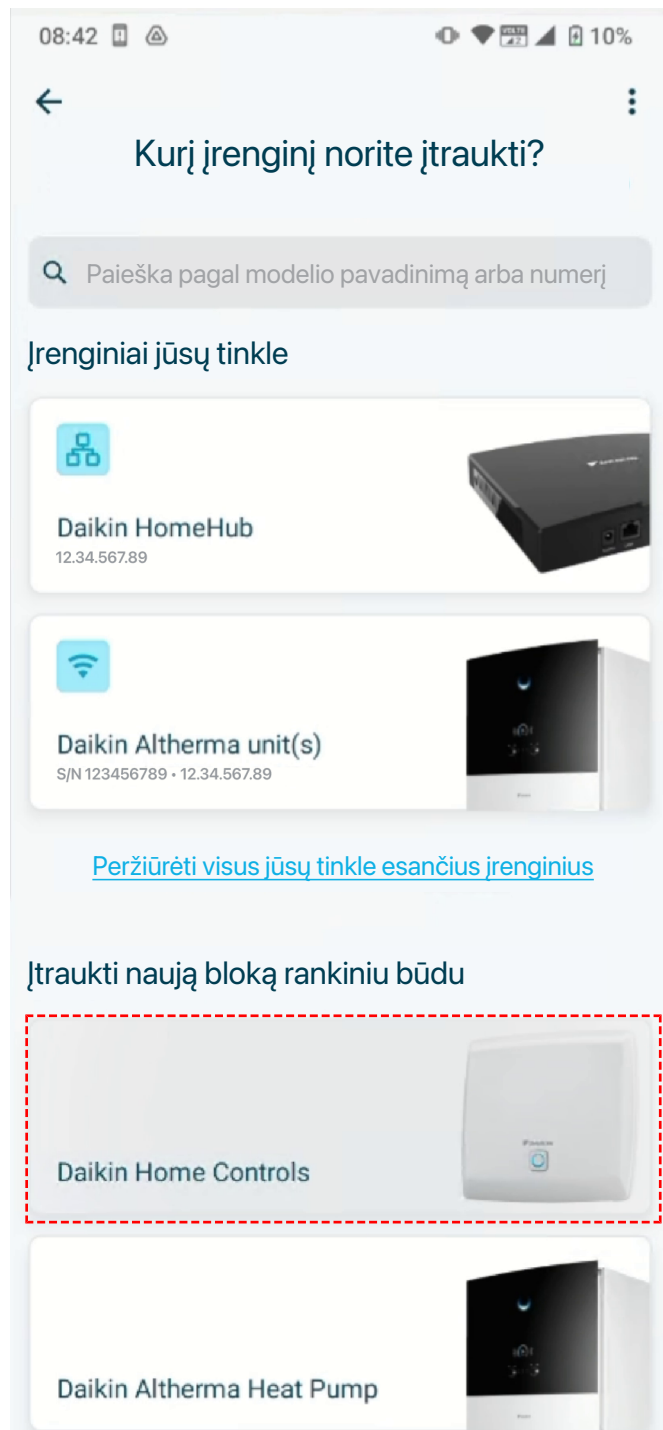 08:42
10%
Kurį įrenginį norite įtraukti?
Paieška pagal modelio pavadinimą arba numerį
Įrenginiai jūsų tinkle
Daikin HomeHub
12.34.567.89
Daikin Altherma unit(s)
S/N 123456789 • 12.34.567.89
Peržiūrėti visus jūsų tinkle esančius įrenginius
Įtraukti naują bloką rankiniu būdu
Daikin Home Controls
Daikin Altherma Heat Pump